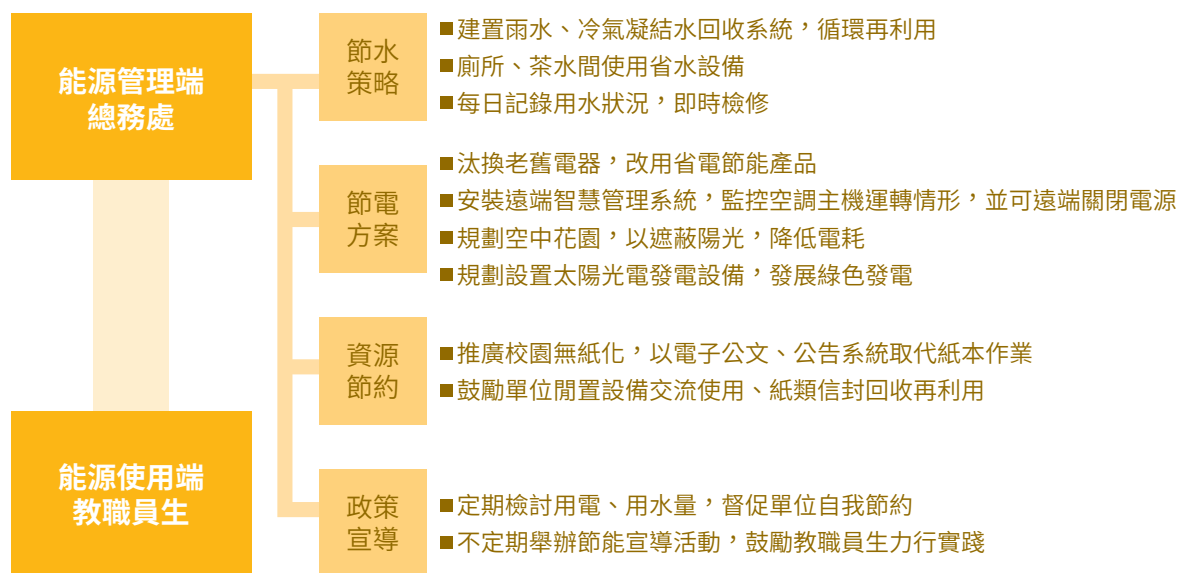 能源管理端
總務處
節水
策略
■建置雨水、冷氣凝結水回收系統，循環再利用
■廁所、茶水間使用省水設備
■每日記錄用水狀況，即時檢修
節電
方案
■汰換老舊電器，改用省電節能產品
■安裝遠端智慧管理系統，監控空調主機運轉情形，並可遠端關閉電源
■規劃空中花園，以遮蔽陽光，降低電耗
■規劃設置太陽光電發電設備，發展綠色發電
資源
節約
■推廣校園無紙化，以電子公文、公告系統取代紙本作業
■鼓勵單位閒置設備交流使用、紙類信封回收再利用
能源使用端
教職員生
政策
宣導
■定期檢討用電、用水量，督促單位自我節約
■不定期舉辦節能宣導活動，鼓勵教職員生力行實踐